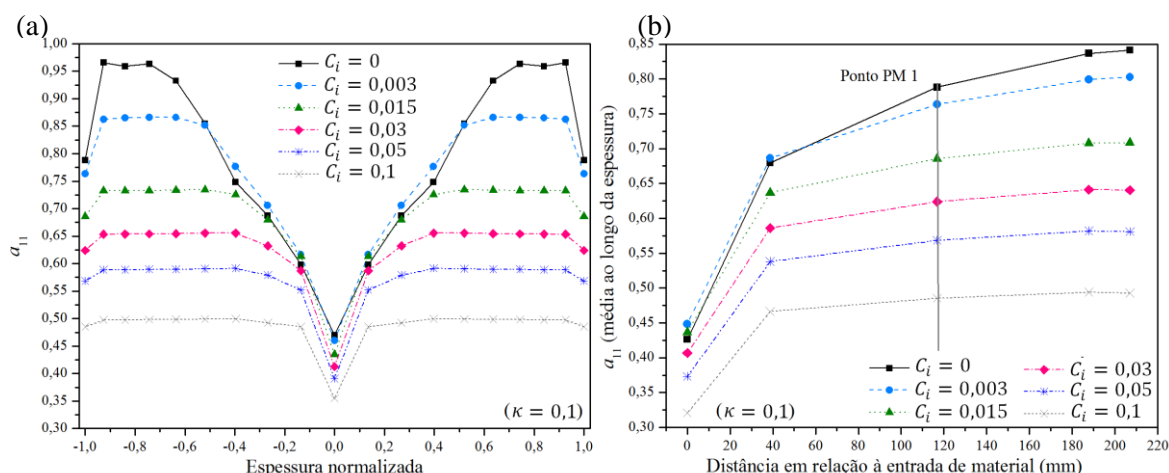 (a)
1,00
0,95
0,90
0,85
0,80
0,75
0,70
0,65
0,60
0,55
0,50
0,45
0,40
0,35
0,30
a₁₁
C_i = 0
C_i = 0,003
C_i = 0,015
C_i = 0,03
C_i = 0,05
C_i = 0,1
(κ = 0,1)
-1,0 -0,8 -0,6 -0,4 -0,2 0,0 0,2 0,4 0,6 0,8 1,0
Espessura normalizada
(b)
0,85
0,80
0,75
0,70
0,65
0,60
0,55
0,50
0,45
0,40
0,35
0,30
a₁₁ (média ao longo da espessura)
Ponto PM 1
C_i = 0
C_i = 0,003
C_i = 0,015
C_i = 0,03
C_i = 0,05
C_i = 0,1
(κ = 0,1)
0 20 40 60 80 100 120 140 160 180 200 220
Distância em relação à entrada de material (mm)